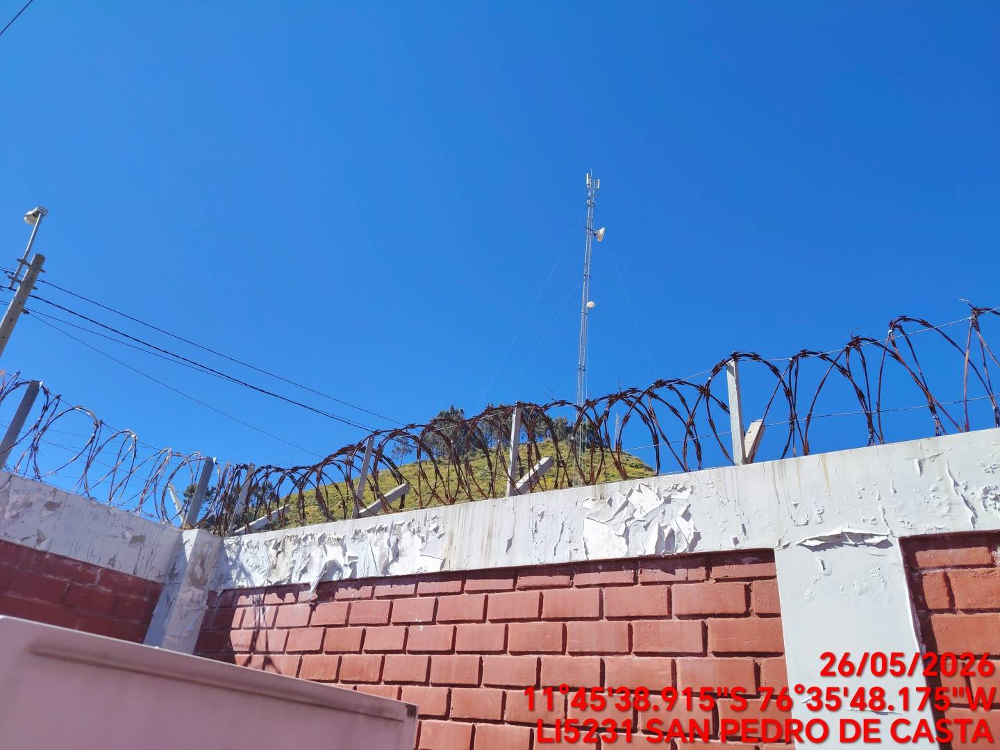 26/05/2026
11°45'38.915"S 76°35'48.175"W
LI5231 SAN PEDRO DE CASTA